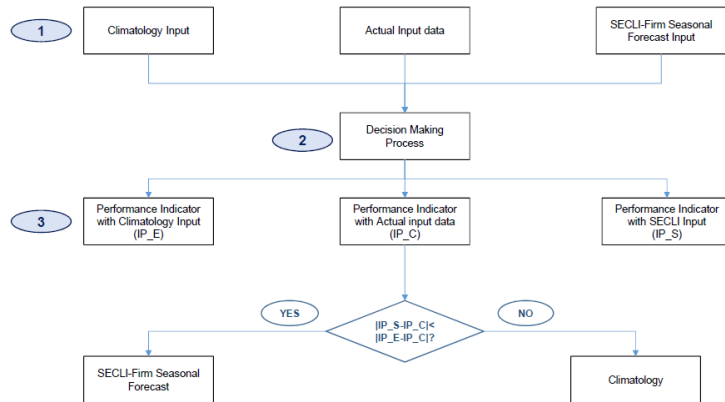 1
Climatology Input
Actual Input data
SECLI-Firm Seasonal
Forecast Input
2
Decision Making
Process
3
Performance Indicator
with Climatology Input
(IP_E)
Performance Indicator
with Actual input data
(IP_C)
Performance Indicator
with SECLI Input
(IP_S)
YES
|IP_S-IP_C|<
|IP_E-IP_C|?
NO
SECLI-Firm Seasonal
Forecast
Climatology